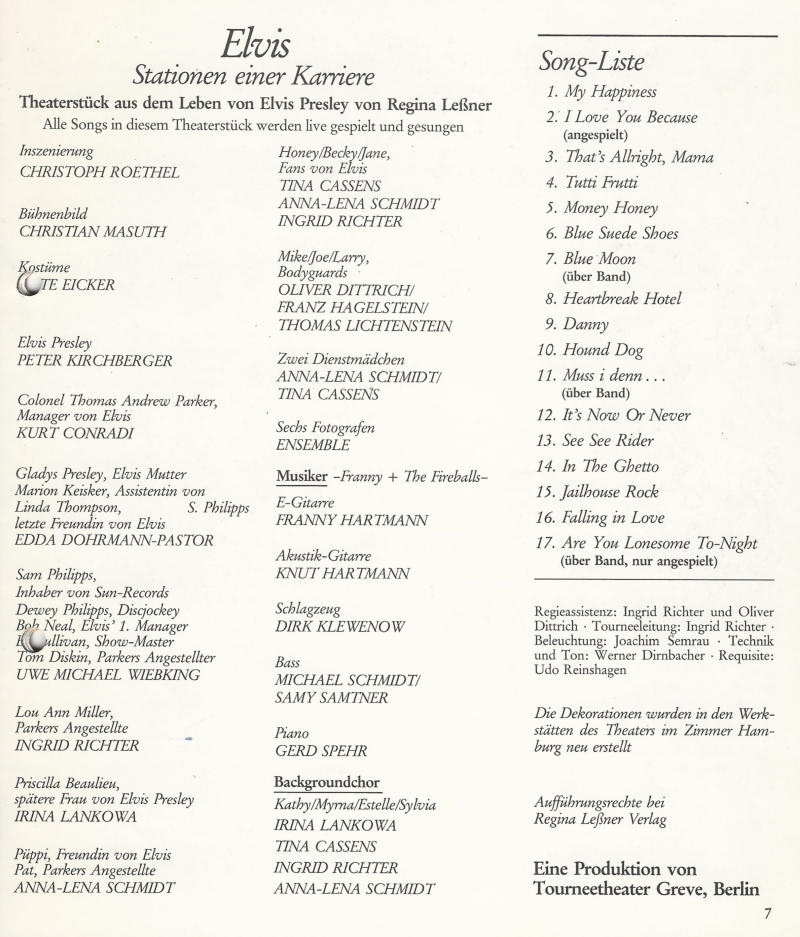 Elvis
Stationen einer Karriere
Theaterstück aus dem Leben von Elvis Presley von Regina Leßner
Alle Songs in diesem Theaterstück werden live gespielt und gesungen
Inszenierung
CHRISTOPH ROETHEL
Bühnenbild
CHRISTIAN MASUTH
Kostüme
EICKER
Elvis Presley
PETER KIRCHBERGER
Colonel Thomas Andrew Parker,
Manager von Elvis
KURT CONRADI
Gladys Presley, Elvis Mutter
Marion Keisker, Assistentin von
Linda Thompson, S. Philipps
letzte Freundin von Elvis
EDDA DOHRMANN-PASTOR
Sam Philipps,
Inhaber von Sun-Records
Dewey Philipps, Discjockey
Bob Neal, Elvis' 1. Manager
Show-Master
Tom Diskin, Parkers Angestellter
UWE MICHAEL WIEBKING
Lou Ann Miller,
Parkers Angestellte
INGRID RICHTER
Priscilla Beaulieu,
spätere Frau von Elvis Presley
IRINA LANKOWA
Püppi, Freundin von Elvis
Pat, Parkers Angestellte
ANNA-LENA SCHMIDT
Honey/Becky/Jane,
Fans von Elvis
TINA CASSENS
ANNA-LENA SCHMIDT
INGRID RICHTER
Mike/Joe/Larry,
Bodyguards
OLIVER DITTRICH/
FRANZ HAGELSTEIN/
THOMAS LICHTENSTEIN
Zwei Dienstmädchen
ANNA-LENA SCHMIDT/
TINA CASSENS
Sechs Fotografen
ENSEMBLE
Musiker -Franny + The Fireballs-
E-Gitarre
FRANNY HARTMANN
Akustik-Gitarre
KNUT HARTMANN
Schlagzeug
DIRK KLEWENOW
Bass
MICHAEL SCHMIDT/
SAMY SAMTNER
Piano
GERD SPEHR
Backgroundchor
Kathy/Myrna/Estelle/Sylvia
IRINA LANKOWA
TINA CASSENS
INGRID RICHTER
ANNA-LENA SCHMIDT
Song-Liste
1. My Happiness
2. I Love You Because
(angespielt)
3. That's Allright, Mama
4. Tutti Frutti
5. Money Honey
6. Blue Suede Shoes
7. Blue Moon
(über Band)
8. Heartbreak Hotel
9. Danny
10. Hound Dog
11. Muss i denn . . .
(über Band)
12. It's Now Or Never
13. See See Rider
14. In The Ghetto
15. Jailhouse Rock
16. Falling in Love
17. Are You Lonesome To-Night
(über Band, nur angespielt)
Regieassistenz: Ingrid Richter und Oliver
Dittrich · Tourneeleitung: Ingrid Richter ·
Beleuchtung: Joachim Semrau · Technik
und Ton: Werner Dirnbacher · Requisite:
Udo Reinshagen
Die Dekorationen wurden in den Werk-
stätten des Theaters im Zimmer Ham-
burg neu erstellt
Aufführungsrechte bei
Regina Leßner Verlag
Eine Produktion von
Tourneetheater Greve, Berlin
7